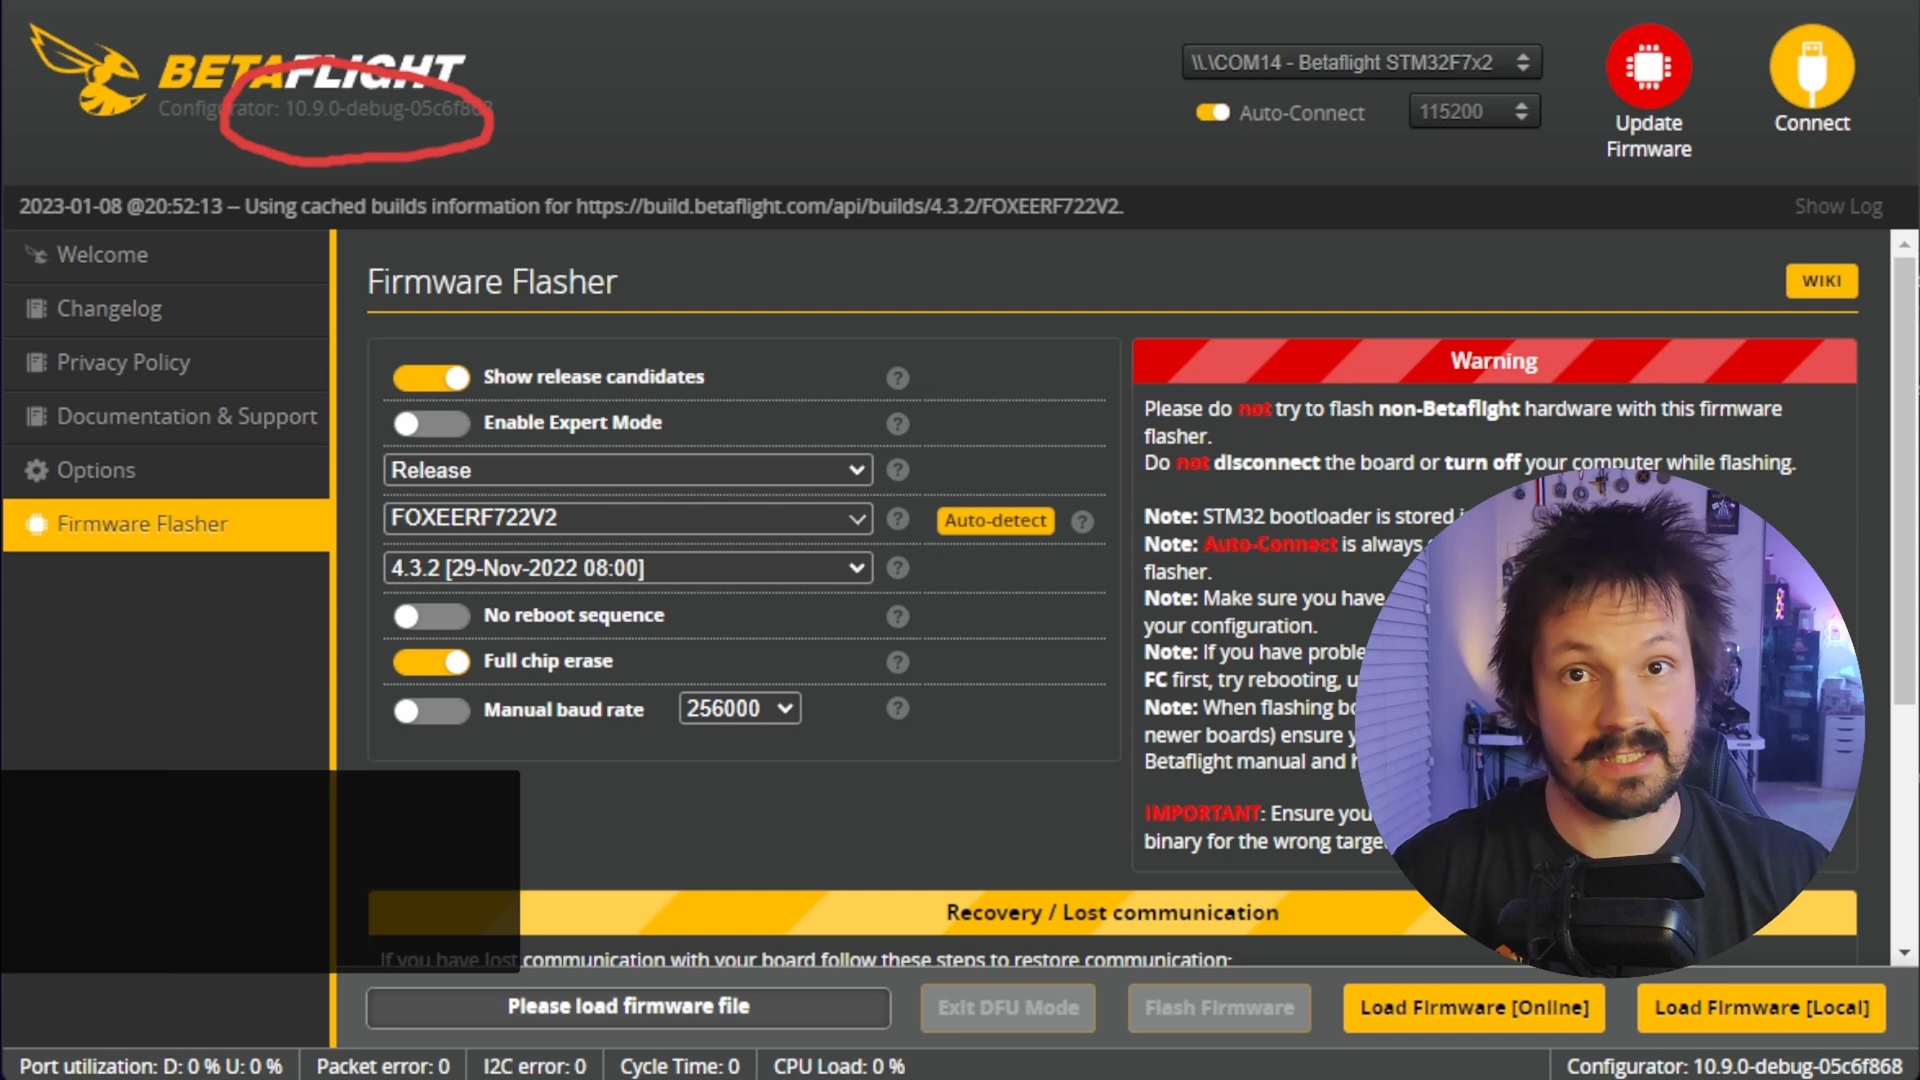 BETAFLIGHT
Configurator: 10.9.0-debug-05c6f868
\\.\COM14 - Betaflight STM32F7x2
Auto-Connect
115200
Update
Firmware
Connect
2023-01-08 @20:52:13 -- Using cached builds information for https://build.betaflight.com/api/builds/4.3.2/FOXEERF722V2.
Show Log
Welcome
Changelog
Privacy Policy
Documentation & Support
Options
Firmware Flasher
Firmware Flasher
WIKI
Show release candidates
Enable Expert Mode
Release
FOXEERF722V2
Auto-detect
4.3.2 [29-Nov-2022 08:00]
No reboot sequence
Full chip erase
Manual baud rate
256000
Warning
Please do not try to flash non-Betaflight hardware with this firmware
flasher.
Do not disconnect the board or turn off your computer while flashing.
Note: STM32 bootloader is stored
Note: Auto-Connect is always
flasher.
Note: Make sure you have
your configuration.
Note: If you have
FC first, try rebooting,
Note: When flashing
newer boards) ensure
Betaflight manual and
IMPORTANT: Ensure you
binary for the wrong
Recovery / Lost communication
If you have lost communication with your board follow these steps to restore communication:
Please load firmware file
Exit DFU Mode
Flash Firmware
Load Firmware [Online]
Load Firmware [Local]
Port utilization: D: 0 % U: 0 %
Packet error: 0
I2C error: 0
Cycle Time: 0
CPU Load: 0 %
Configurator: 10.9.0-debug-05c6f868